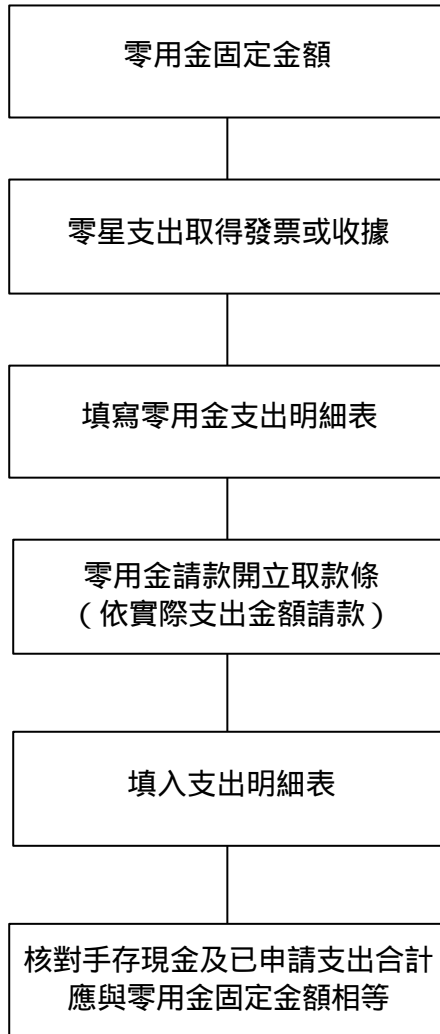 零用金固定金額
零星支出取得發票或收據
填寫零用金支出明細表
零用金請款開立取款條
（依實際支出金額請款）
填入支出明細表
核對手存現金及已申請支出合計
應與零用金固定金額相等